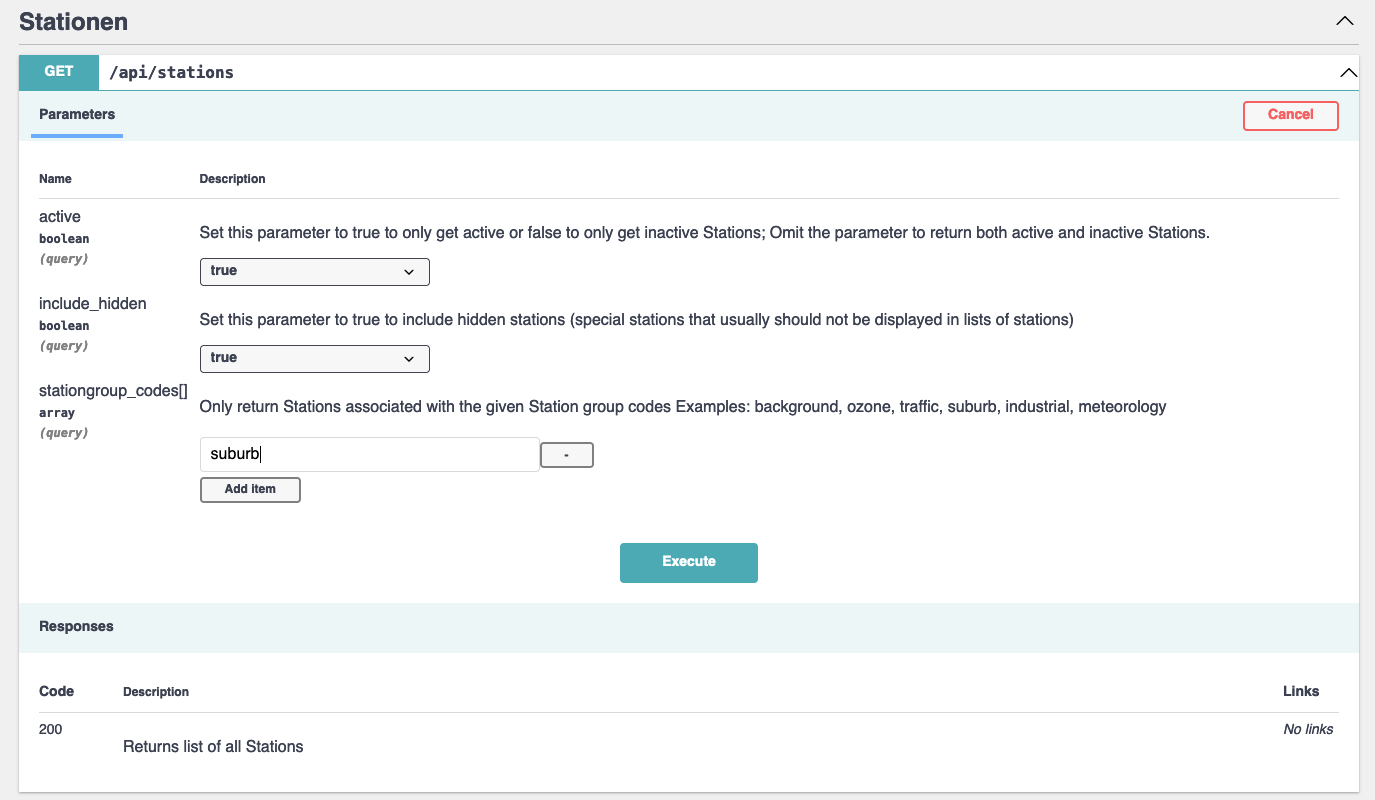 Stationen
GET /api/stations
Parameters
Cancel
Name Description
active
boolean
(query)
Set this parameter to true to only get active or false to only get inactive Stations; Omit the parameter to return both active and inactive Stations.
true
include_hidden
boolean
(query)
Set this parameter to true to include hidden stations (special stations that usually should not be displayed in lists of stations)
true
stationgroup_codes[]
array
(query)
Only return Stations associated with the given Station group codes Examples: background, ozone, traffic, suburb, industrial, meteorology
suburb
-
Add item
Execute
Responses
Code Description Links
200
Returns list of all Stations
No links